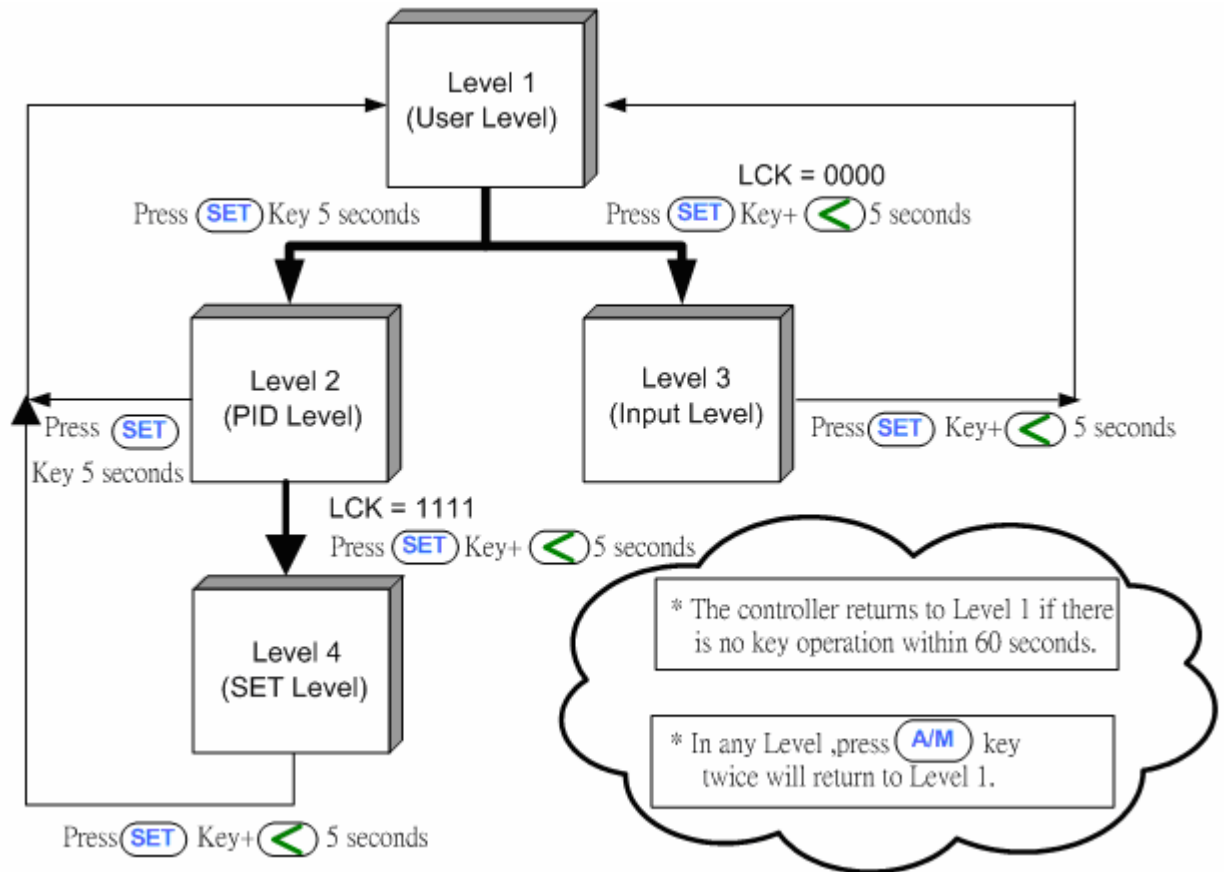 Level 1
(User Level)
LCK = 0000
Press SET Key 5 seconds
Press SET Key+ < 5 seconds
Level 2
(PID Level)
Level 3
(Input Level)
Press SET
Key 5 seconds
Press SET Key+ < 5 seconds
LCK = 1111
Press SET Key+ < 5 seconds
Level 4
(SET Level)
* The controller returns to Level 1 if there
is no key operation within 60 seconds.
* In any Level ,press A/M key
twice will return to Level 1.
Press SET Key+ < 5 seconds